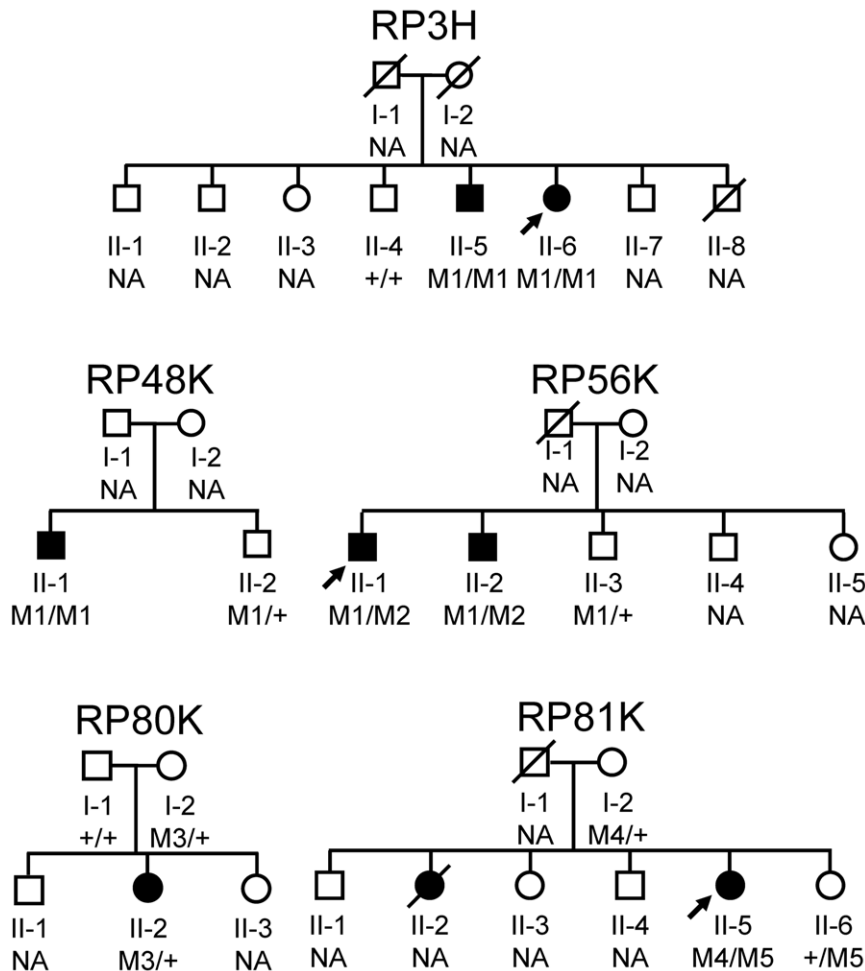 RP3H
I-1 I-2
NA NA
II-1 II-2 II-3 II-4 II-5 II-6 II-7 II-8
NA NA NA +/+ M1/M1 M1/M1 NA NA
RP48K
I-1 I-2
NA NA
II-1 II-2
M1/M1 M1/+
RP56K
I-1 I-2
NA NA
II-1 II-2 II-3 II-4 II-5
M1/M2 M1/M2 M1/+ NA NA
RP80K
I-1 I-2
+/+ M3/+
II-1 II-2 II-3
NA M3/+ NA
RP81K
I-1 I-2
NA M4/+
II-1 II-2 II-3 II-4 II-5 II-6
NA NA NA NA M4/M5 +/M5